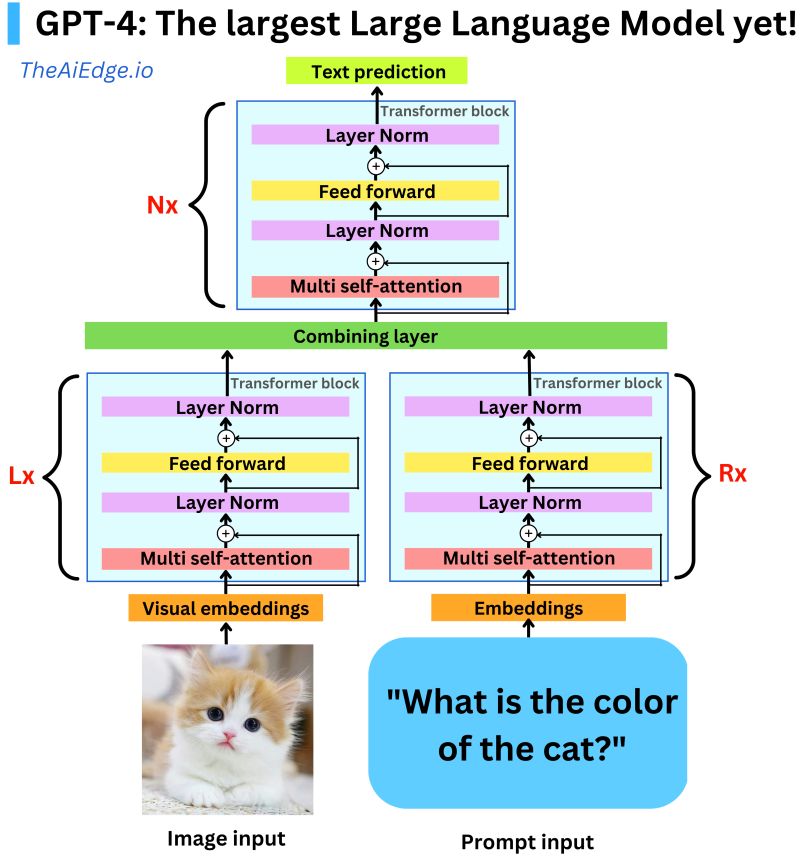 GPT-4: The largest Large Language Model yet!
TheAiEdge.io
Text prediction
Transformer block
Layer Norm
+
Feed forward
Nx
Layer Norm
+
Multi self-attention
Combining layer
Transformer block
Layer Norm
+
Feed forward
Lx
Layer Norm
+
Multi self-attention
Visual embeddings
Image input
Transformer block
Layer Norm
+
Feed forward
Rx
Layer Norm
+
Multi self-attention
Embeddings
"What is the color
of the cat?"
Prompt input